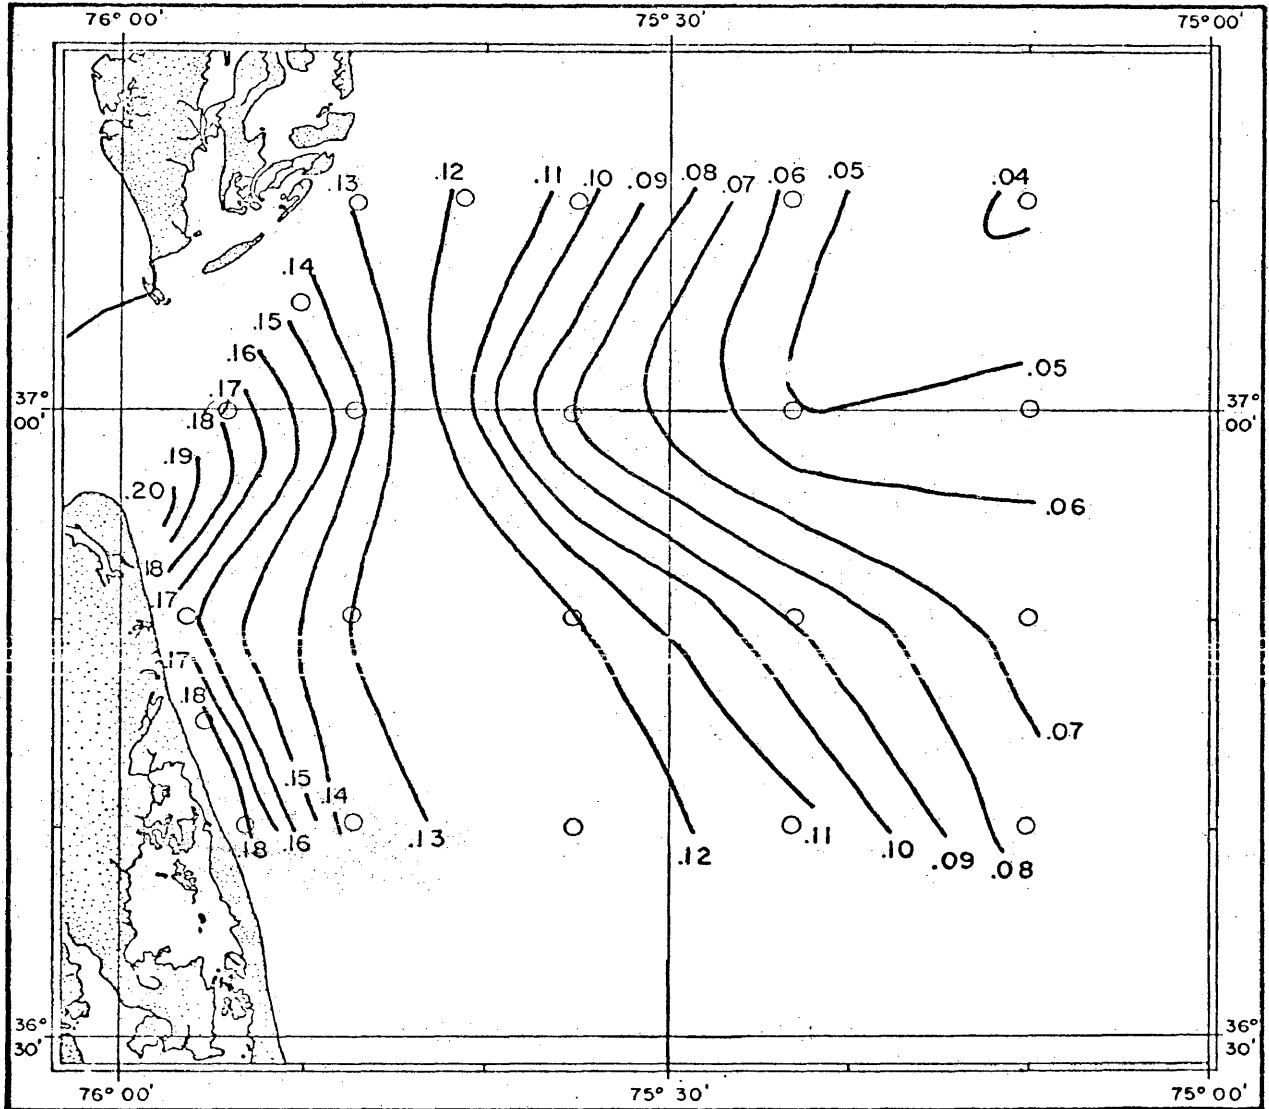 76° 00' 75° 30' 75° 00'
.13 .12 .11 .10 .09 .08 .07 .06 .05 .04
.14
.15
.16
.17
.18
.19
.20
.05
37° 00' 37° 00'
.06
18
.17
.17
.18
.07
.15
.14
.18 .16 .13 .12 .11 .10 .09 .08
36° 30' 36° 30'
76° 00' 75° 30' 75° 00'